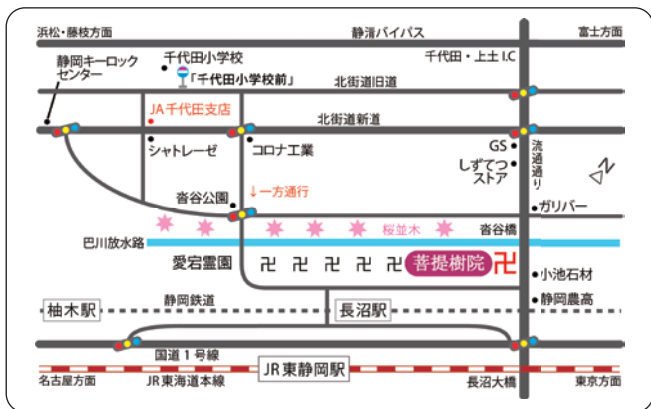 浜松・藤枝方面
静清バイパス
富士方面
千代田小学校
千代田・上土I.C
静岡キーロック
センター
「千代田小学校前」
北街道旧道
JA千代田支店
北街道新道
シャトレーゼ
コロナ工業
GS
しずてつ
ストア
流通通り
N
沓谷公園
↓一方通行
ガリバー
桜並木
沓谷橋
巴川放水路
愛宕霊園
卍 卍 卍 卍 卍
菩提樹院
卍
小池石材
静岡鉄道
静岡農高
柚木駅
長沼駅
国道1号線
JR東静岡駅
名古屋方面
JR東海道本線
長沼大橋
東京方面